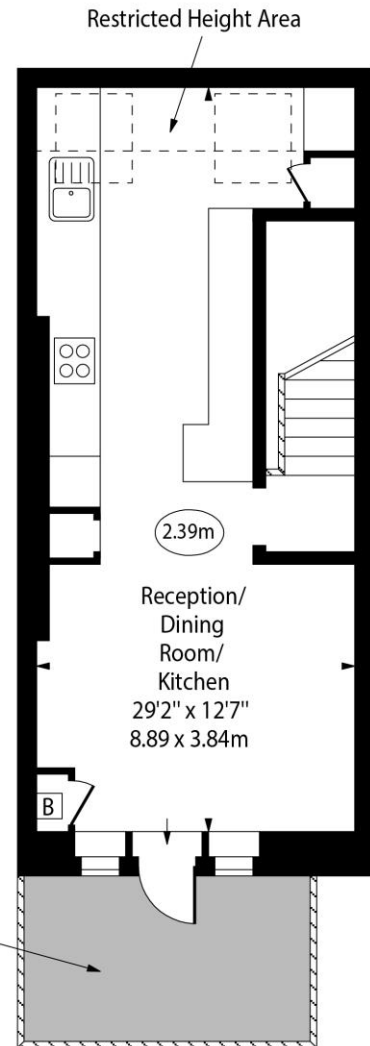 Restricted Height Area
2.39m
Reception/
Dining
Room/
Kitchen
29'2" x 12'7"
8.89 x 3.84m
B